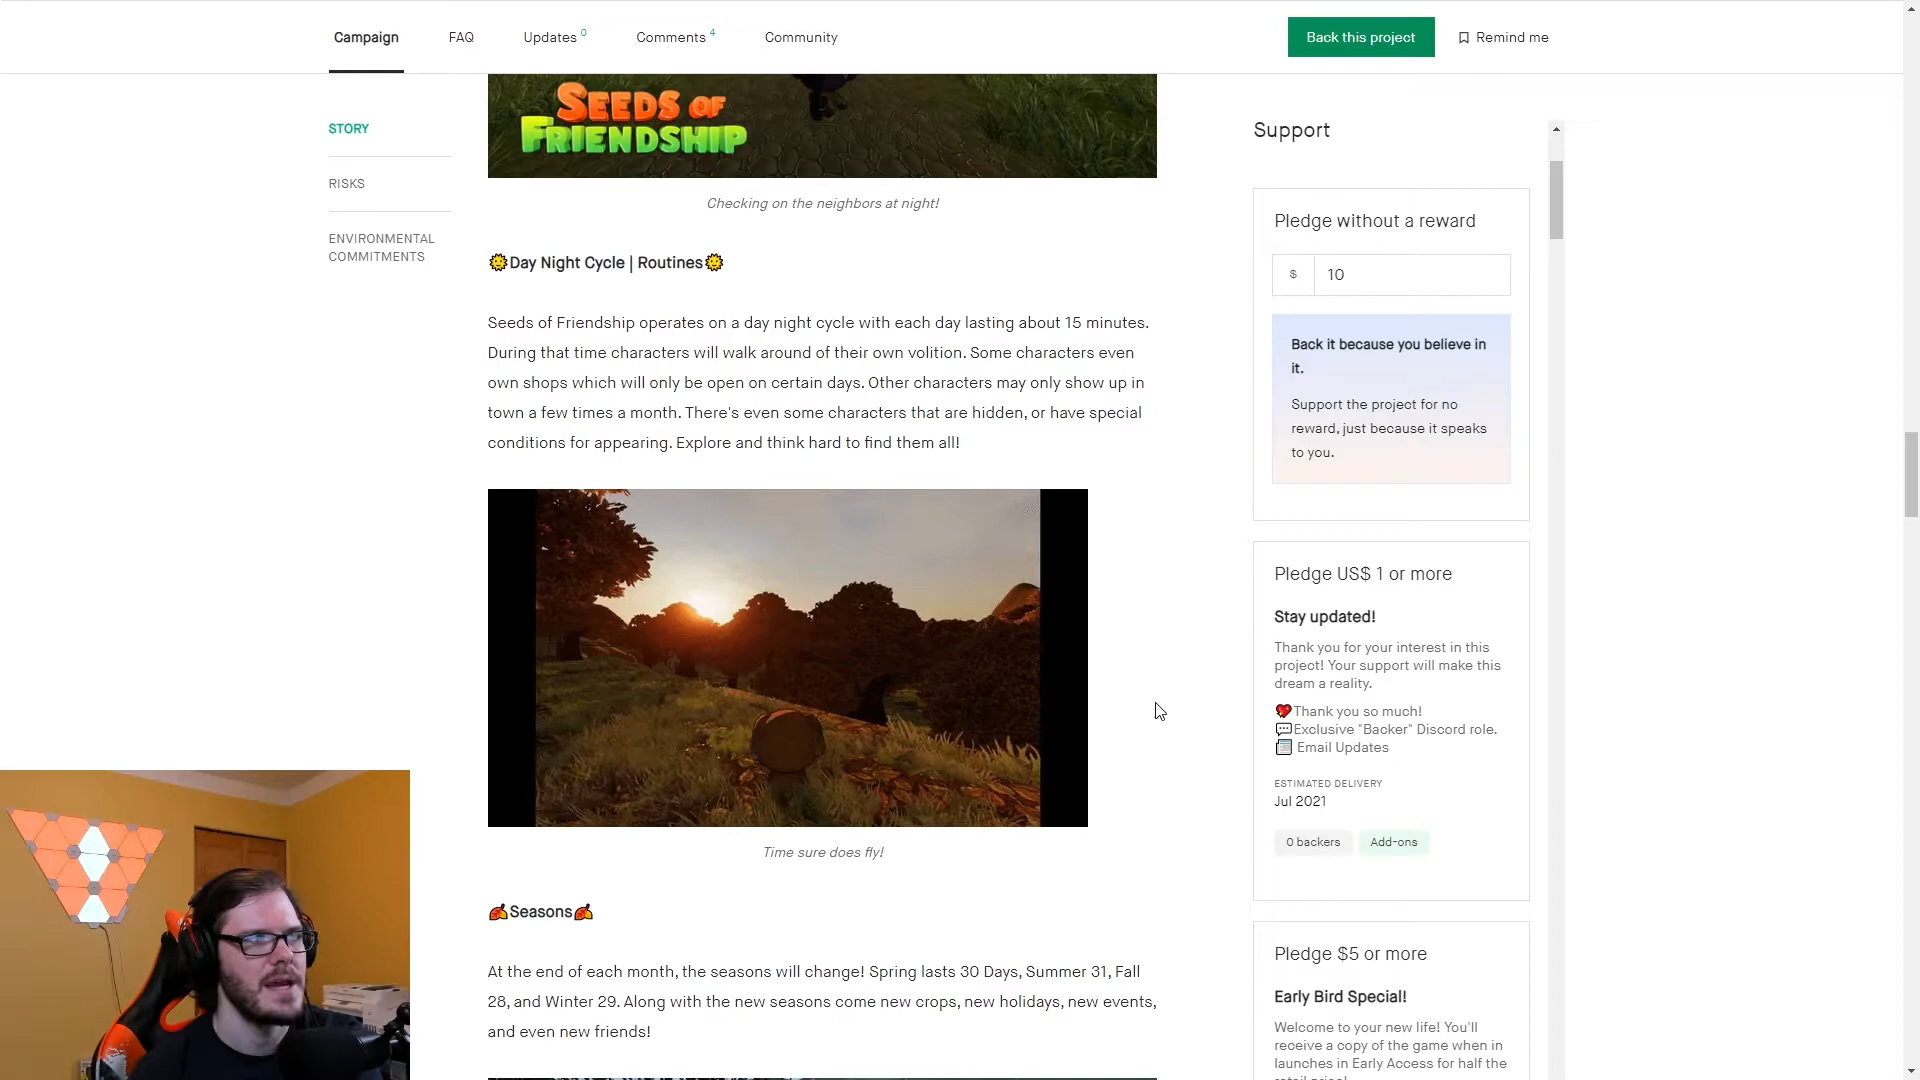 Campaign
FAQ
Updates 0
Comments 4
Community
Back this project
Remind me
STORY
RISKS
ENVIRONMENTAL
COMMITMENTS
SEEDS OF
FRIENDSHIP
Checking on the neighbors at night!
Day Night Cycle | Routines
Seeds of Friendship operates on a day night cycle with each day lasting about 15 minutes.
During that time characters will walk around of their own volition. Some characters even
own shops which will only be open on certain days. Other characters may only show up in
town a few times a month. There's even some characters that are hidden, or have special
conditions for appearing. Explore and think hard to find them all!
Time sure does fly!
Seasons
At the end of each month, the seasons will change! Spring lasts 30 Days, Summer 31, Fall
28, and Winter 29. Along with the new seasons come new crops, new holidays, new events,
and even new friends!
Support
Pledge without a reward
$ 10
Back it because you believe in
it.
Support the project for no
reward, just because it speaks
to you.
Pledge US$ 1 or more
Stay updated!
Thank you for your interest in this
project! Your support will make this
dream a reality.
Thank you so much!
Exclusive "Backer" Discord role.
Email Updates
ESTIMATED DELIVERY
Jul 2021
0 backers
Add-ons
Pledge $5 or more
Early Bird Special!
Welcome to your new life! You'll
receive a copy of the game when in
launches in Early Access for half the